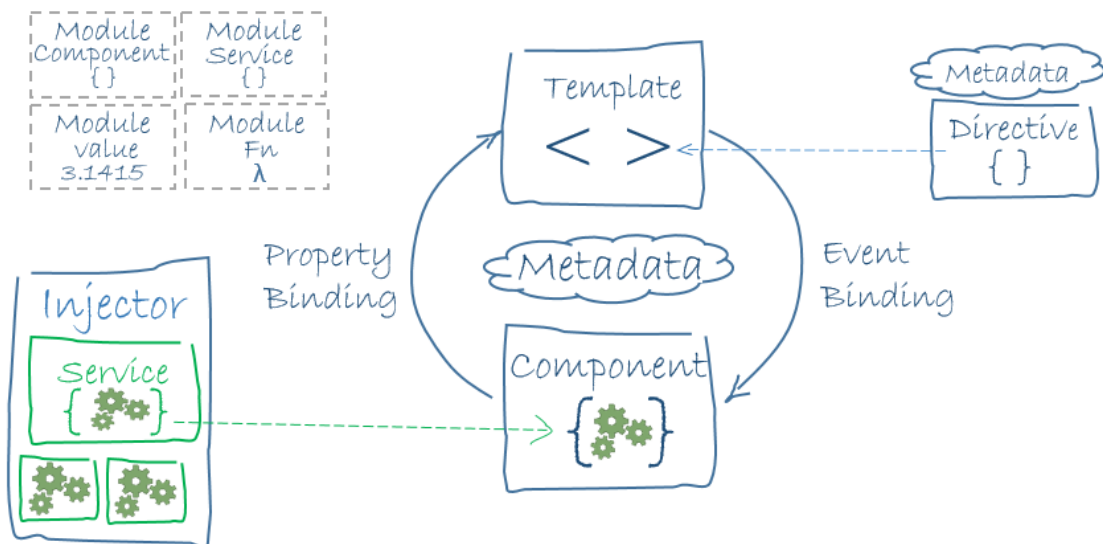 Module
Component
{ }
Module
Service
{ }
Module
value
3.1415
Module
Fn
λ
Template
< >
Metadata
Directive
{ }
Property
Binding
Metadata
Event
Binding
Injector
Service
{ }
Component
{ }